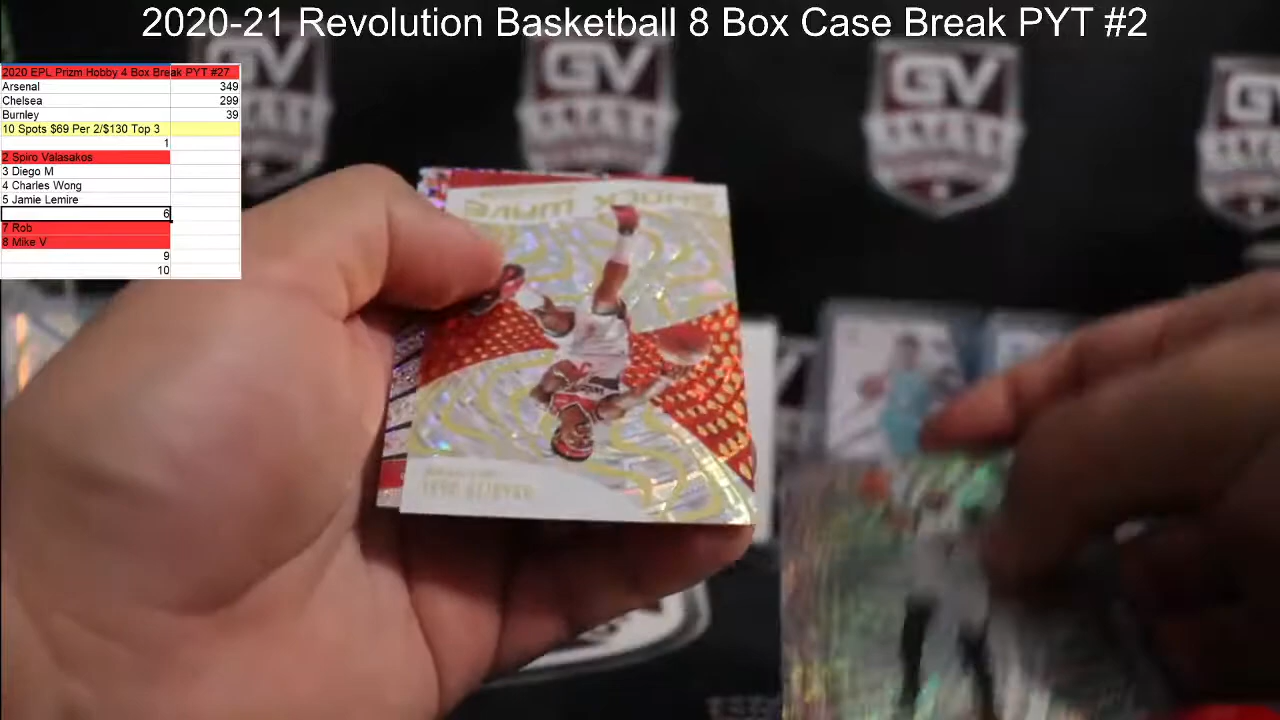 2020-21 Revolution Basketball 8 Box Case Break PYT #2
2020 EPL Prizm Hobby 4 Box Break PYT #27
Arsenal 349
Chelsea 299
Burnley 39
10 Spots $69 Per 2/$130 Top 3
1
2 Spiro Valasakos
3 Diego M
4 Charles Wong
5 Jamie Lemire
6
7 Rob
8 Mike V
9
10
GV
GV
GV
SHOCK WAVE